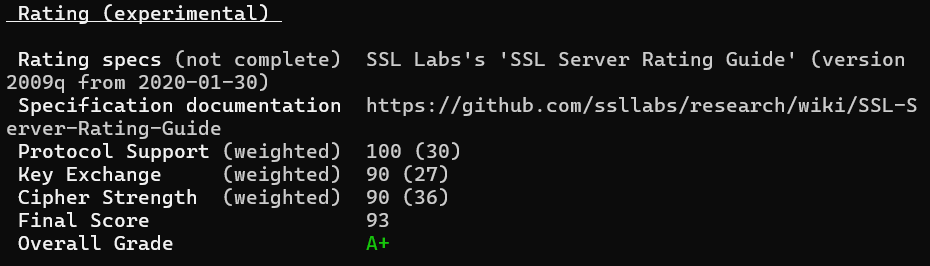 Rating (experimental)
Rating specs (not complete)  SSL Labs's 'SSL Server Rating Guide' (version
2009q from 2020-01-30)
Specification documentation  https://github.com/ssllabs/research/wiki/SSL-S
erver-Rating-Guide
Protocol Support (weighted)  100 (30)
Key Exchange     (weighted)  90 (27)
Cipher Strength  (weighted)  90 (36)
Final Score                  93
Overall Grade                A+